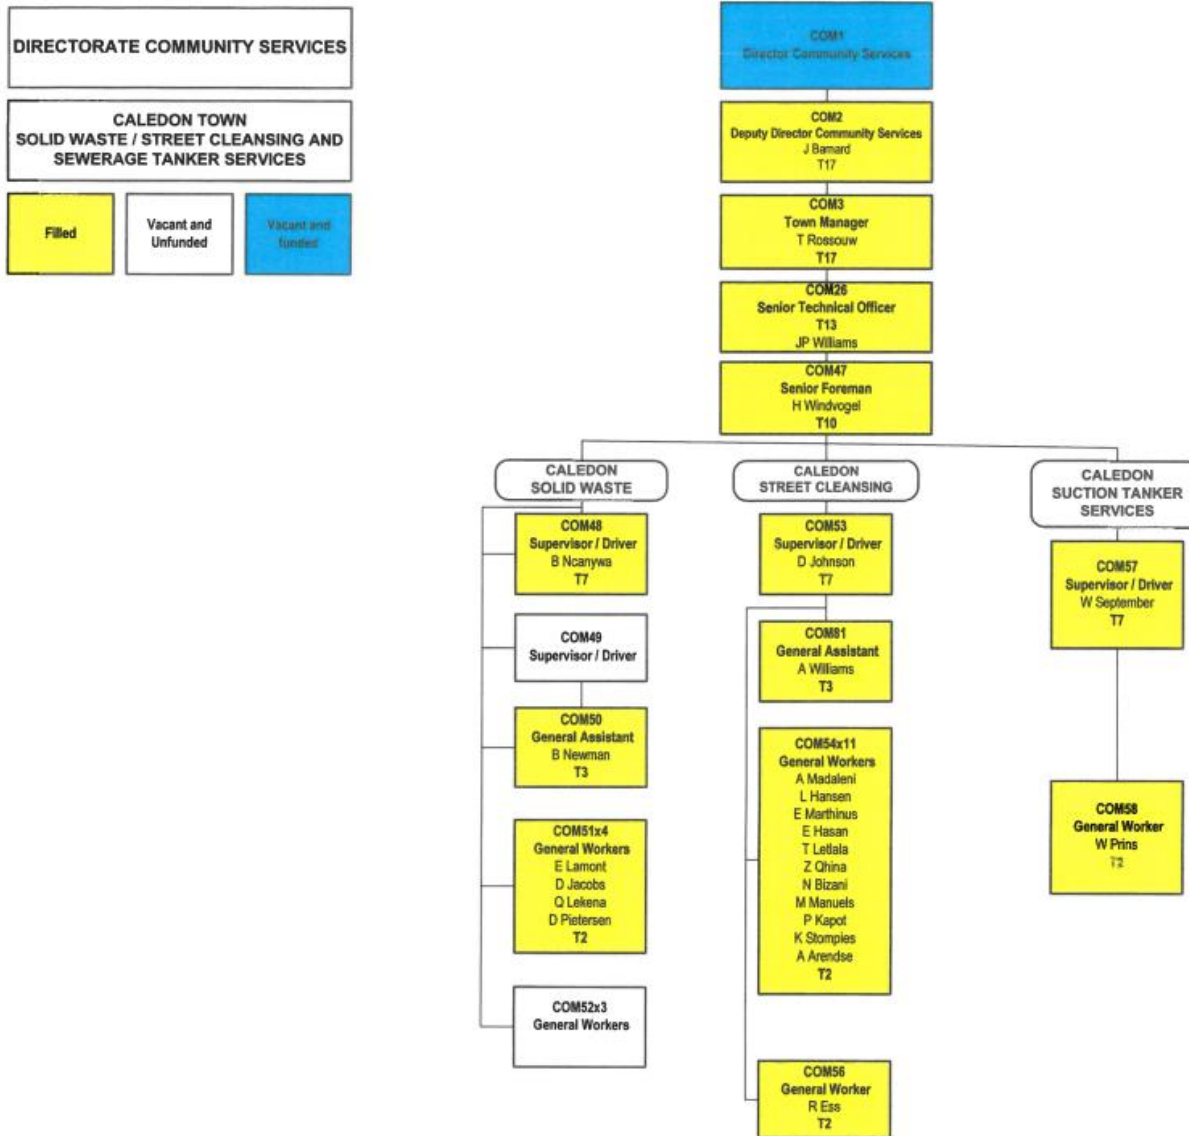 DIRECTORATE COMMUNITY SERVICES
CALEDON TOWN
SOLID WASTE / STREET CLEANSING AND
SEWERAGE TANKER SERVICES
Filled
Vacant and
Unfunded
Vacant and
funded
COM1
Director Community Services
COM2
Deputy Director Community Services
J Barnard
T17
COM3
Town Manager
T Rossouw
T17
COM26
Senior Technical Officer
T13
JP Williams
COM47
Senior Foreman
H Windvogel
T10
CALEDON
SOLID WASTE
COM48
Supervisor / Driver
B Ncanywa
T7
COM49
Supervisor / Driver
COM50
General Assistant
B Newman
T3
COM51x4
General Workers
E Lamont
D Jacobs
Q Lekena
D Pietersen
T2
COM52x3
General Workers
CALEDON
STREET CLEANSING
COM53
Supervisor / Driver
D Johnson
T7
COM81
General Assistant
A Williams
T3
COM54x11
General Workers
A Madaleni
L Hansen
E Marthinus
E Hasan
T Letlala
Z Qhina
N Bizani
M Manuels
P Kapot
K Stompies
A Arendse
T2
COM56
General Worker
R Ess
T2
CALEDON
SUCTION TANKER
SERVICES
COM57
Supervisor / Driver
W September
T7
COM58
General Worker
W Prins
T2